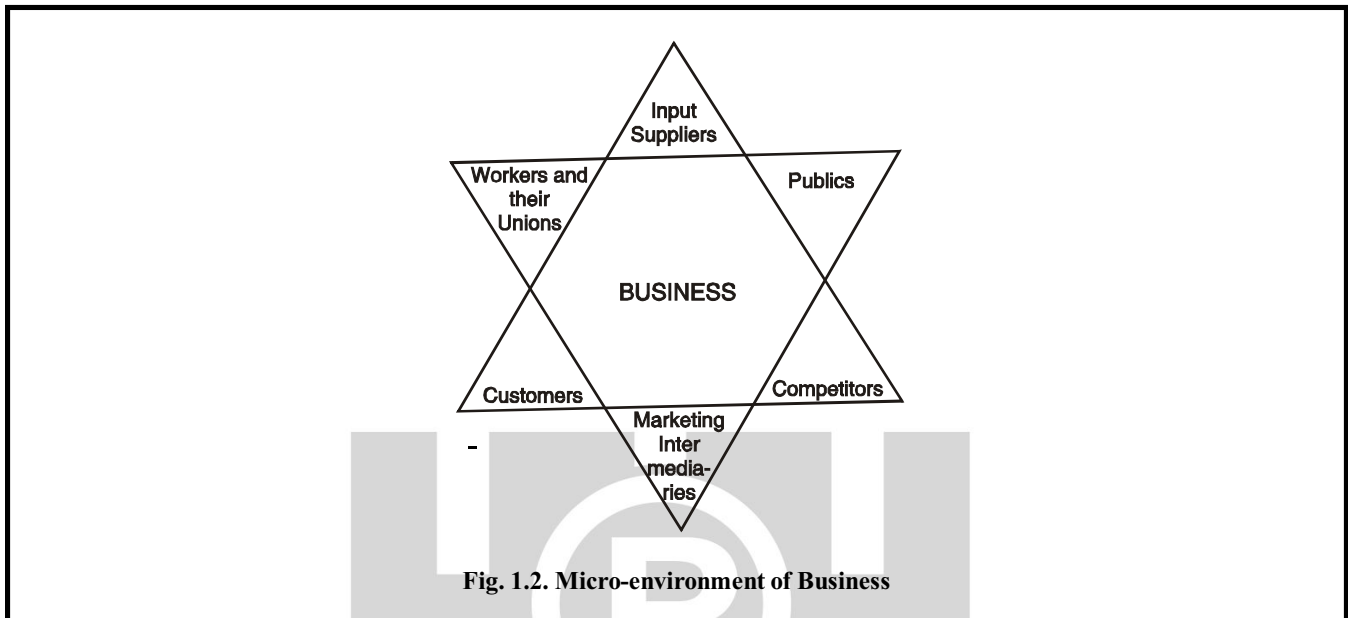 Input
Suppliers
Workers and
their
Unions
Publics
BUSINESS
Customers
Competitors
Marketing
Inter
media-
ries
Fig. 1.2. Micro-environment of Business